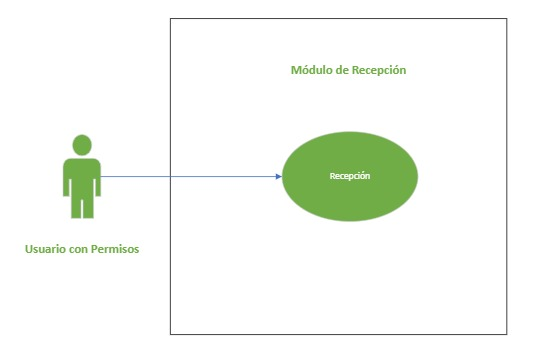 Módulo de Recepción
Recepción
Usuario con Permisos